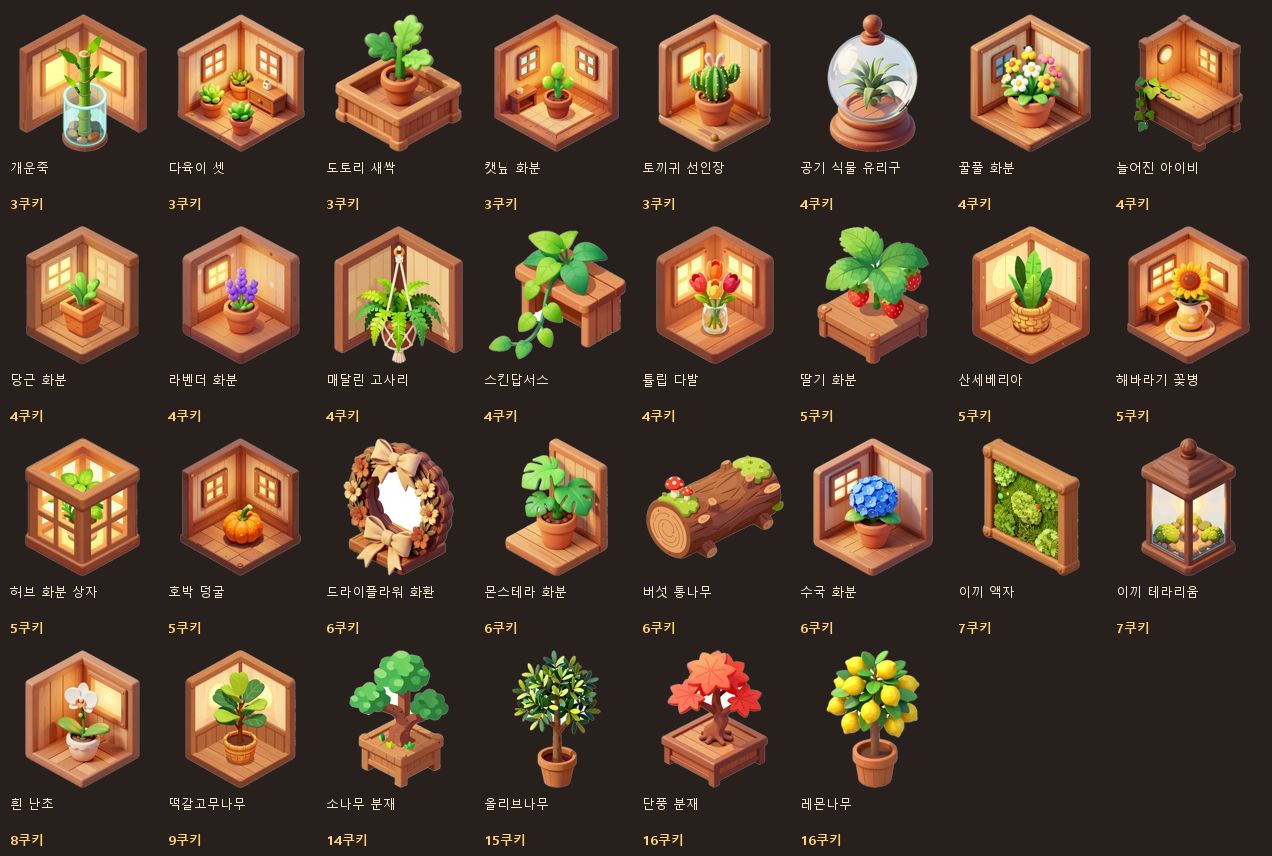 개운죽
3쿠키
다육이 셋
3쿠키
도토리 새싹
3쿠키
캣닢 화분
3쿠키
토끼귀 선인장
3쿠키
공기 식물 유리구
4쿠키
꿀풀 화분
4쿠키
늘어진 아이비
4쿠키
당근 화분
4쿠키
라벤더 화분
4쿠키
매달린 고사리
4쿠키
스킨답서스
4쿠키
튤립 다발
4쿠키
딸기 화분
5쿠키
산세베리아
5쿠키
해바라기 꽃병
5쿠키
허브 화분 상자
5쿠키
호박 덩굴
5쿠키
드라이플라워 화환
6쿠키
몬스테라 화분
6쿠키
버섯 통나무
6쿠키
수국 화분
6쿠키
이끼 액자
7쿠키
이끼 테라리움
7쿠키
흰 난초
8쿠키
떡갈고무나무
9쿠키
소나무 분재
14쿠키
올리브나무
15쿠키
단풍 분재
16쿠키
레몬나무
16쿠키